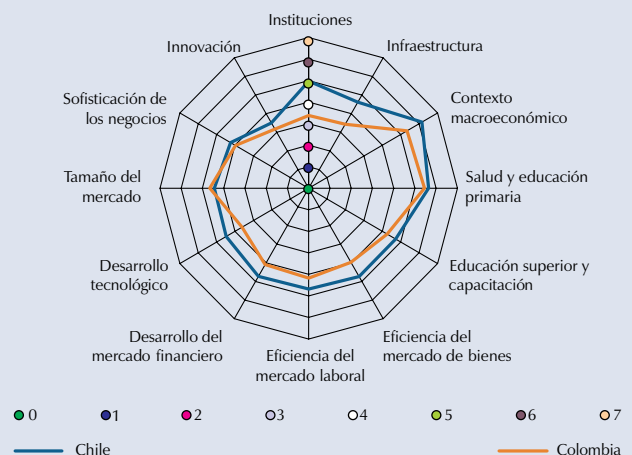 Instituciones
Innovación
Infraestructura
Sofisticación de
los negocios
Contexto
macroeconómico
Tamaño del
mercado
Salud y educación
primaria
Desarrollo
tecnológico
Educación superior y
capacitación
Desarrollo del
mercado financiero
Eficiencia del
mercado laboral
Eficiencia del
mercado de bienes
0 1 2 3 4 5 6 7
Chile Colombia